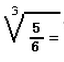 ∛(5/6) =